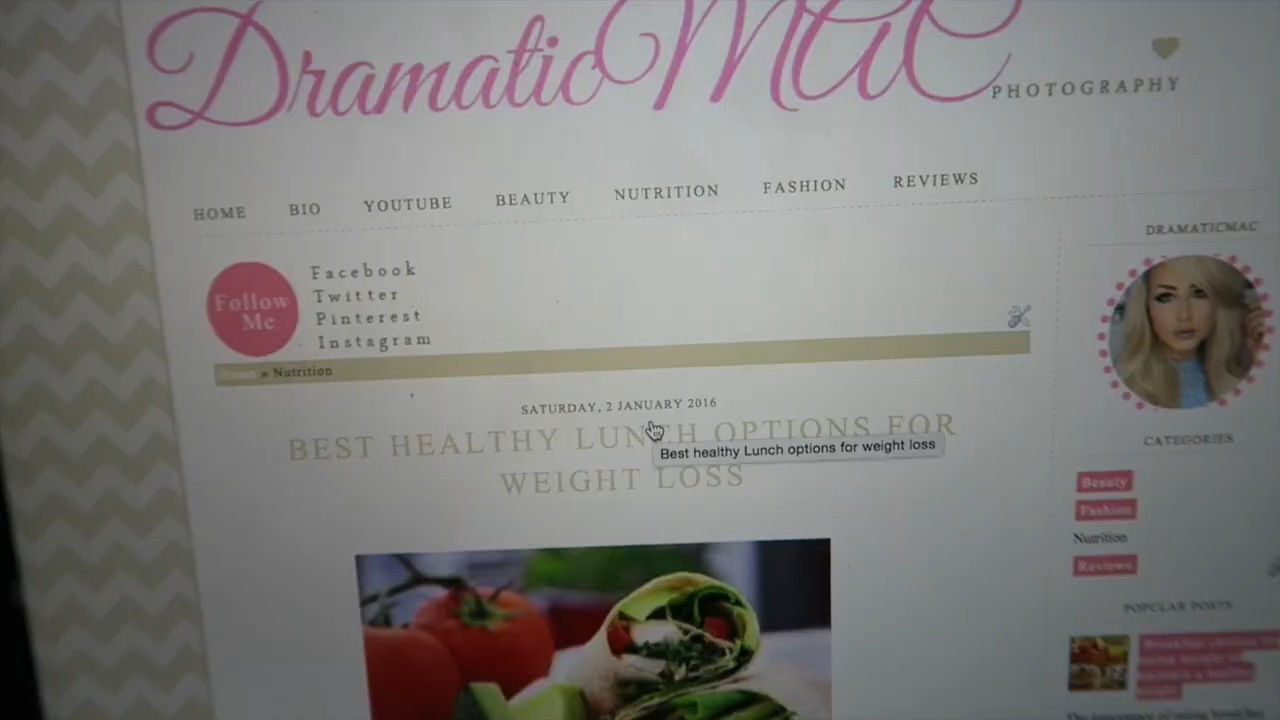 DramaticMAC
PHOTOGRAPHY
HOME BIO YOUTUBE BEAUTY NUTRITION FASHION REVIEWS
Follow
Me
Facebook
Twitter
Pinterest
Instagram
» Nutrition
SATURDAY, 2 JANUARY 2016
BEST HEALTHY LUNCH OPTIONS FOR
WEIGHT LOSS
Best healthy Lunch options for weight loss
DRAMATICMAC
CATEGORIES
Beauty
Fashion
Nutrition
Reviews
POPULAR POSTS